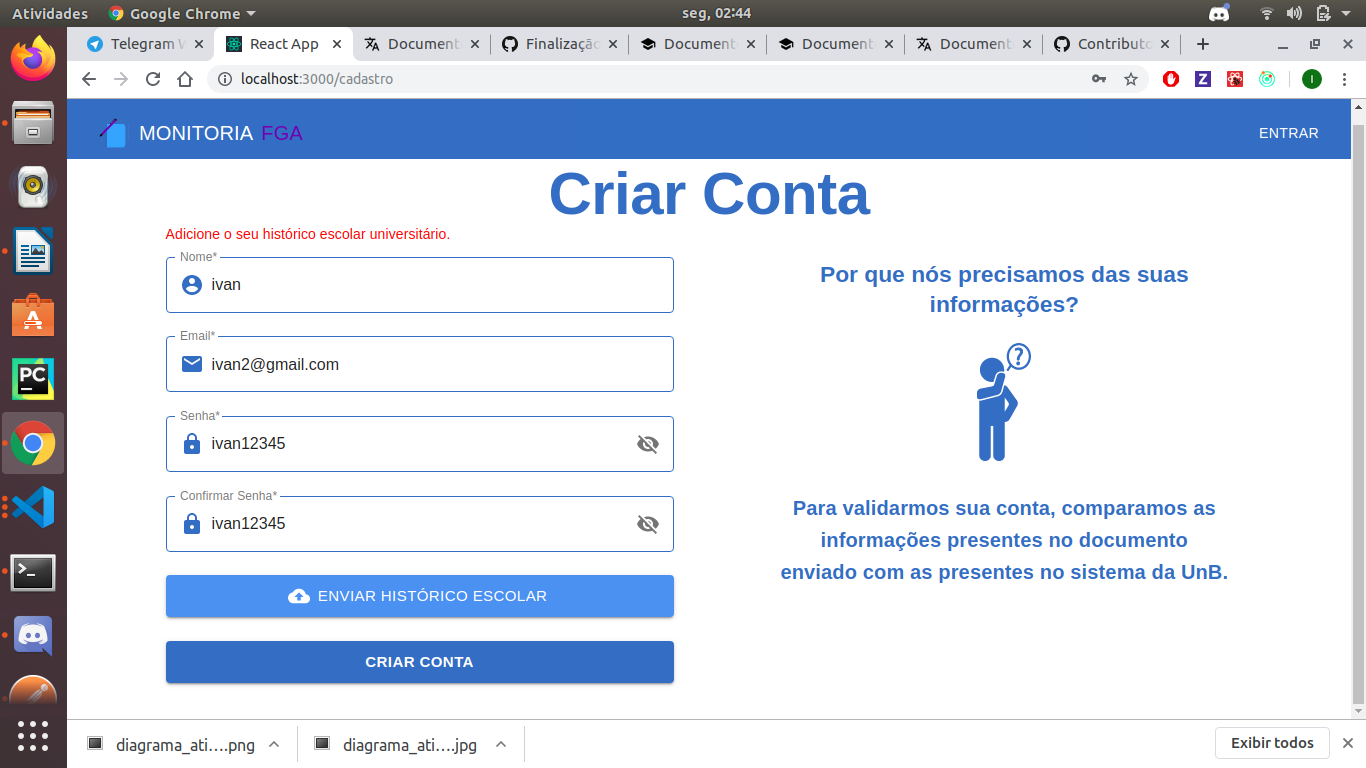 Atividades
Google Chrome
seg, 02:44
Telegram W
React App
Document
Finalização
Document
Document
Document
Contributo
localhost:3000/cadastro
Z
I
MONITORIA FGA
ENTRAR
Criar Conta
Adicione o seu histórico escolar universitário.
Nome*
ivan
Email*
ivan2@gmail.com
Senha*
ivan12345
Confirmar Senha*
ivan12345
ENVIAR HISTÓRICO ESCOLAR
CRIAR CONTA
Por que nós precisamos das suas
informações?
?
Para validarmos sua conta, comparamos as
informações presentes no documento
enviado com as presentes no sistema da UnB.
PC
diagrama_ati....png
diagrama_ati....jpg
Exibir todos